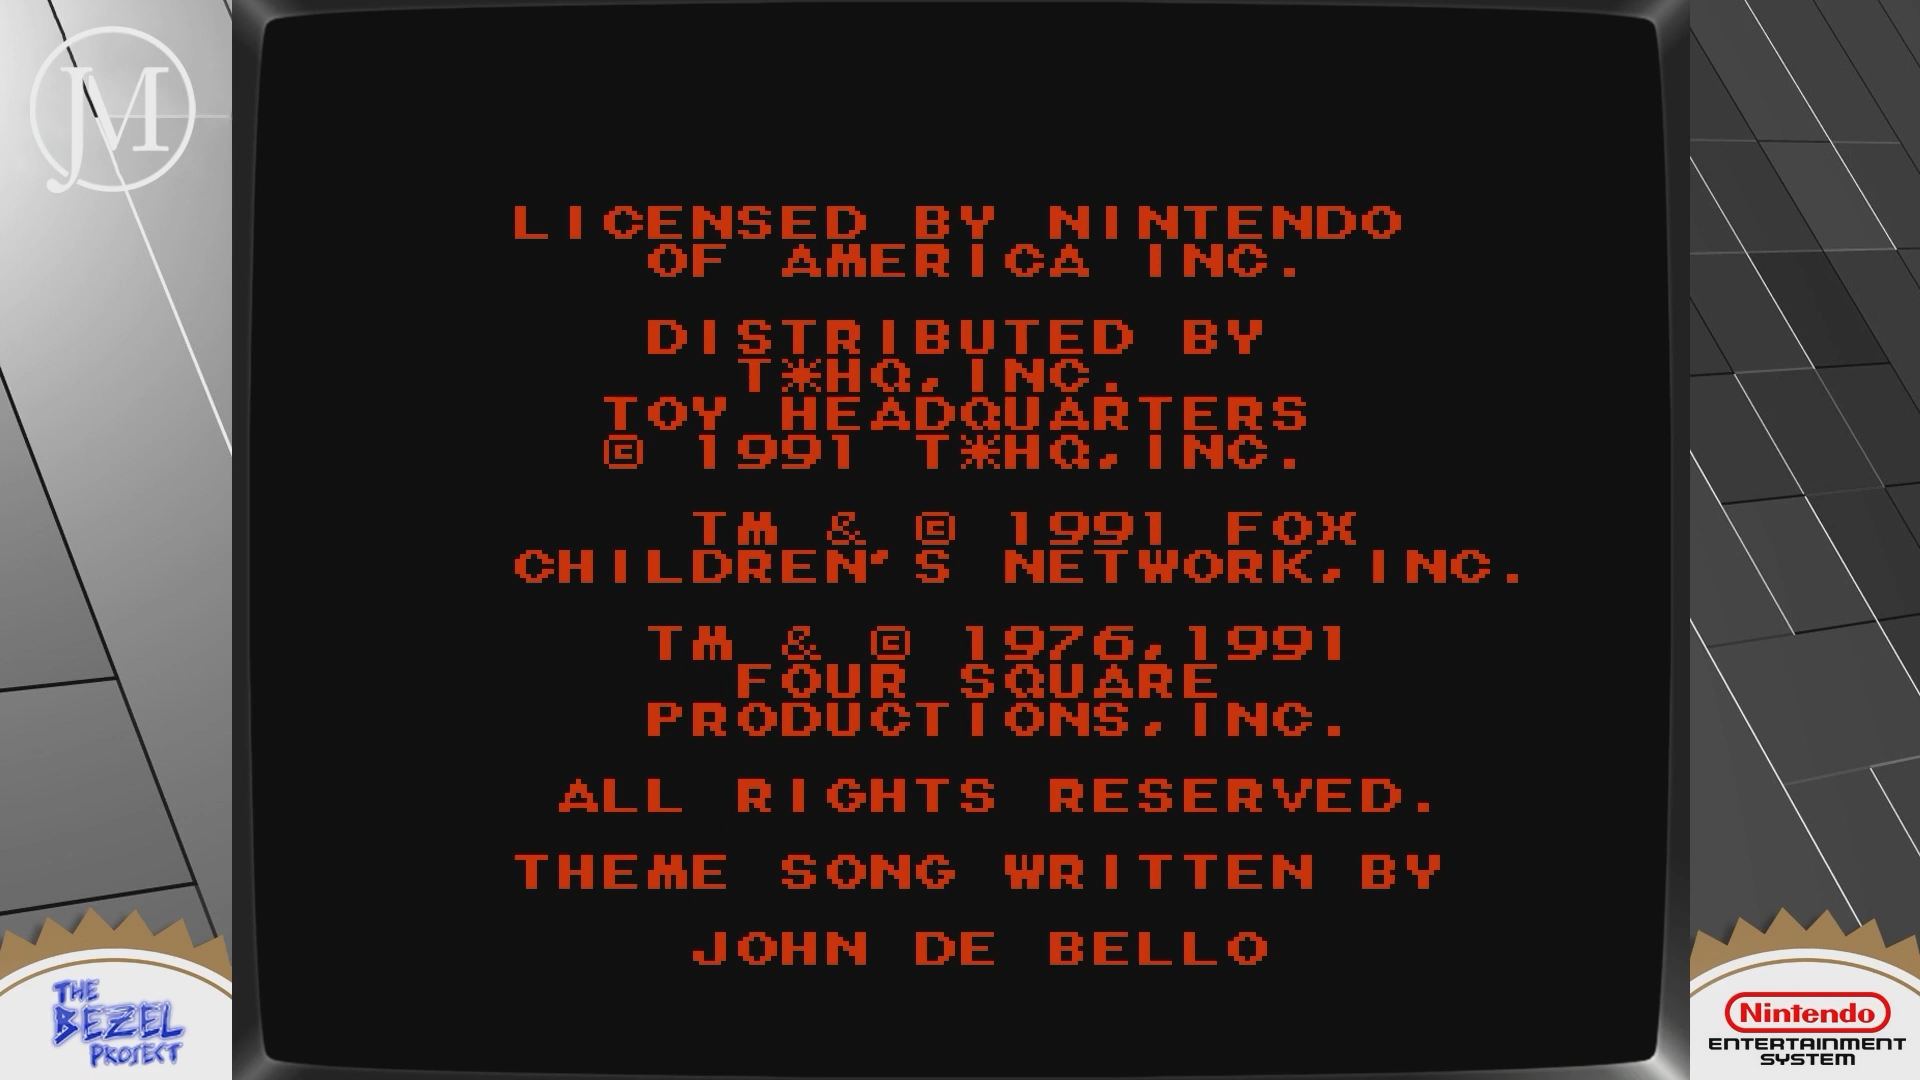 JM
LICENSED BY NINTENDO
OF AMERICA INC.
DISTRIBUTED BY
T*HQ,INC.
TOY HEADQUARTERS
© 1991 T*HQ,INC.
TM & © 1991 FOX
CHILDREN'S NETWORK,INC.
TM & © 1976,1991
FOUR SQUARE
PRODUCTIONS,INC.
ALL RIGHTS RESERVED.
THEME SONG WRITTEN BY
JOHN DE BELLO
THE
BEZEL
PROJECT
Nintendo
ENTERTAINMENT
SYSTEM